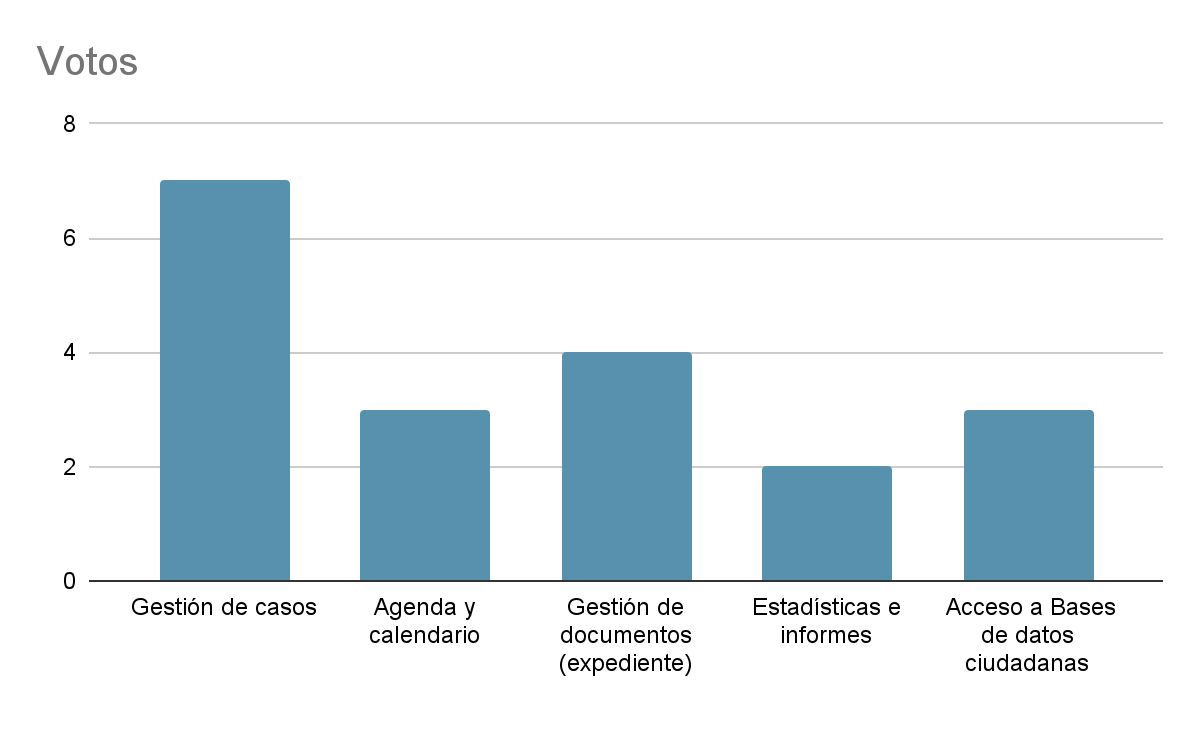 Votos
8
6
4
2
0
Gestión de casos
Agenda y
calendario
Gestión de
documentos
(expediente)
Estadísticas e
informes
Acceso a Bases
de datos
ciudadanas